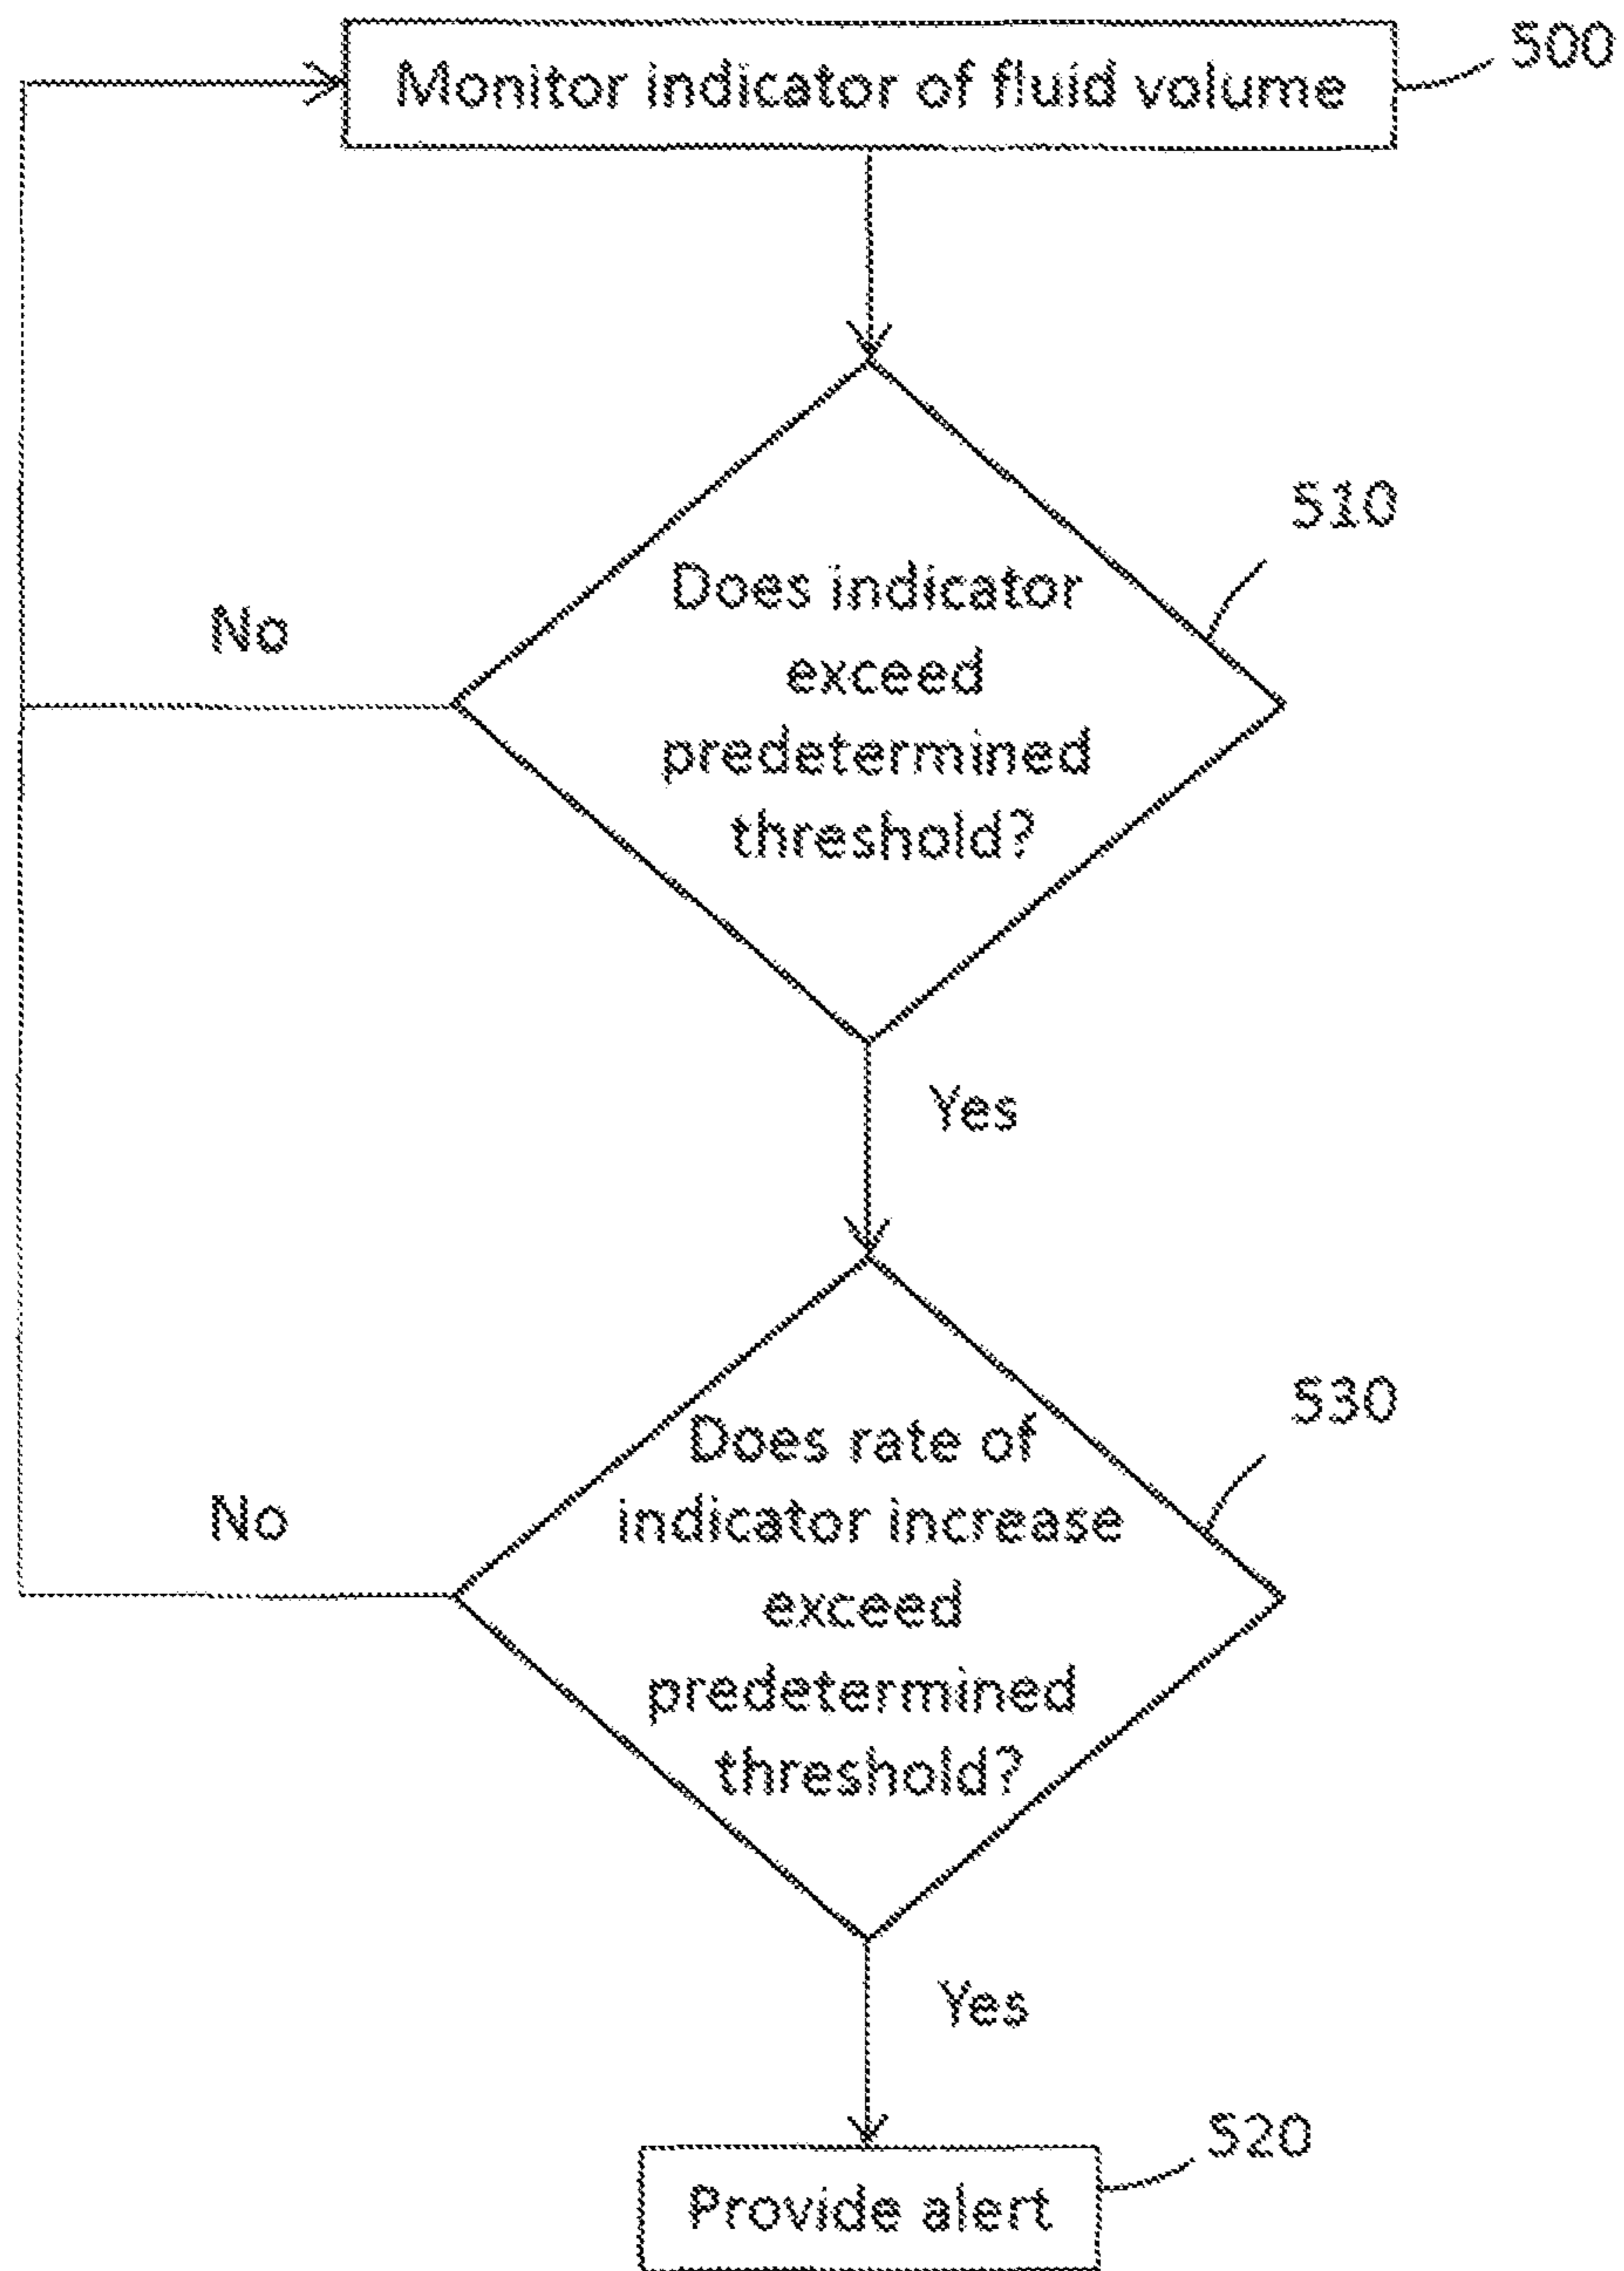 Monitor indicator of fluid volume
500
510
Does indicator
exceed
predetermined
threshold?
No
Yes
530
Does rate of
indicator increase
exceed
predetermined
threshold?
No
Yes
520
Provide alert